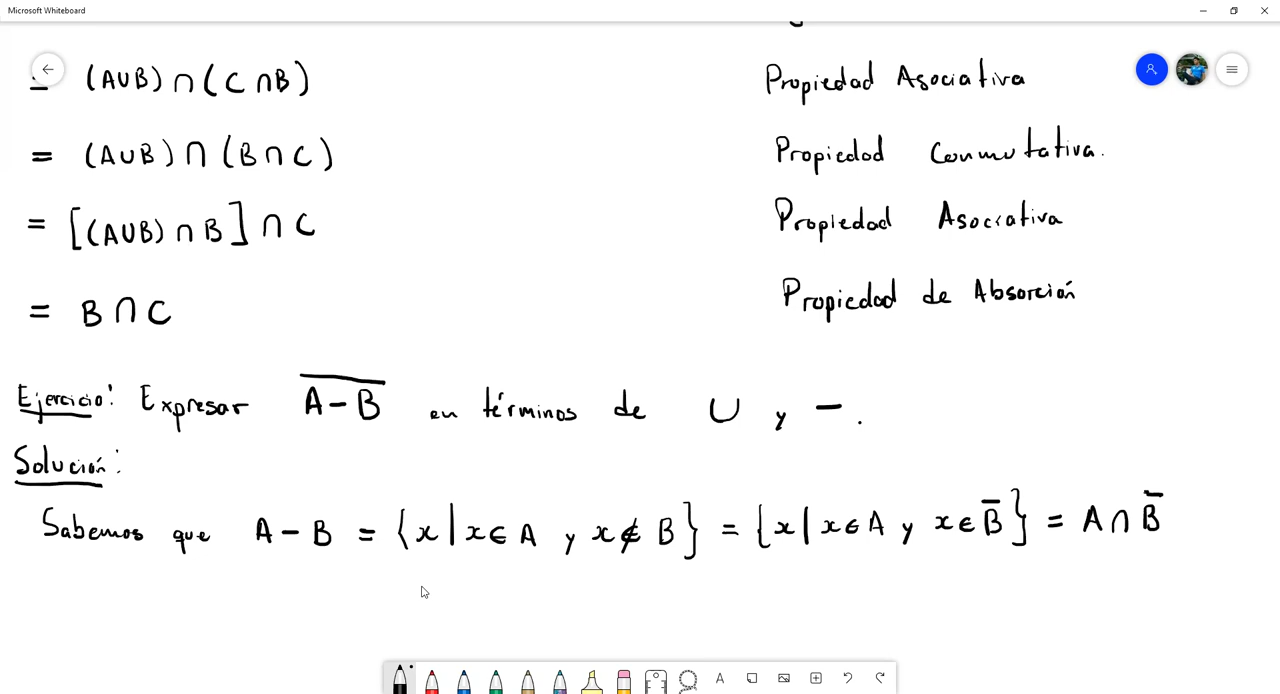 Microsoft Whiteboard
(A∪B) ∩ (C ∩ B) Propiedad Asociativa
= (A∪B) ∩ (B ∩ C) Propiedad Conmutativa.
= [(A∪B) ∩ B] ∩ C Propiedad Asociativa
= B ∩ C Propiedad de Absorción
Ejercicio: Expresar \overline{A − B} en términos de ∪ y ‾.
Solución:
Sabemos que A − B = {x | x ∈ A y x ∉ B} = {x | x ∈ A y x ∈ B̅} = A ∩ B̅